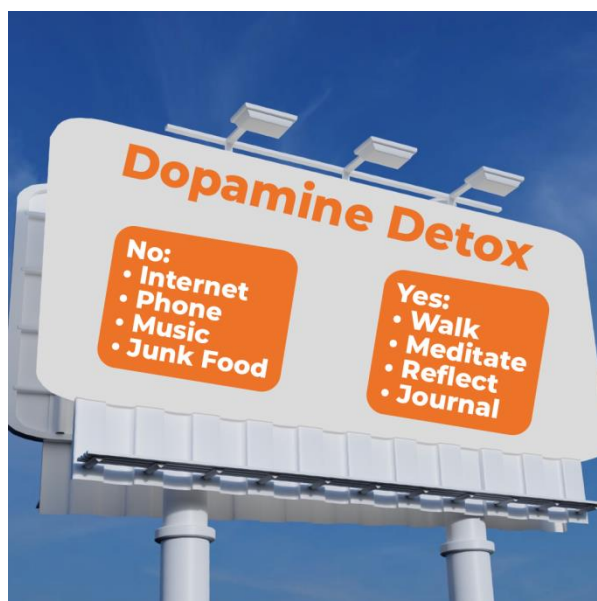 Dopamine Detox
No:
• Internet
• Phone
• Music
• Junk Food
Yes:
• Walk
• Meditate
• Reflect
• Journal